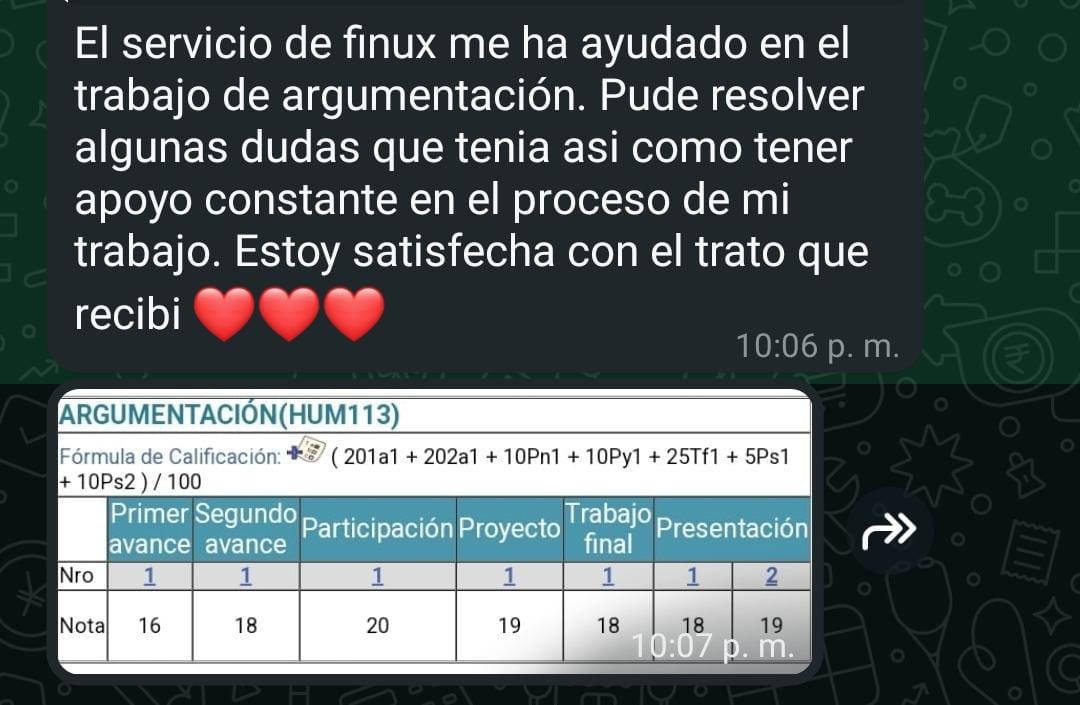 El servicio de finux me ha ayudado en el
trabajo de argumentación. Pude resolver
algunas dudas que tenia asi como tener
apoyo constante en el proceso de mi
trabajo. Estoy satisfecha con el trato que
recibi ❤️❤️❤️
10:06 p. m.
ARGUMENTACIÓN(HUM113)
Fórmula de Calificación: ( 201a1 + 202a1 + 10Pn1 + 10Py1 + 25Tf1 + 5Ps1
+ 10Ps2 ) / 100
Primer avance Segundo avance Participación Proyecto Trabajo final Presentación
Nro 1 1 1 1 1 1 2
Nota 16 18 20 19 18 18 19
10:07 p. m.